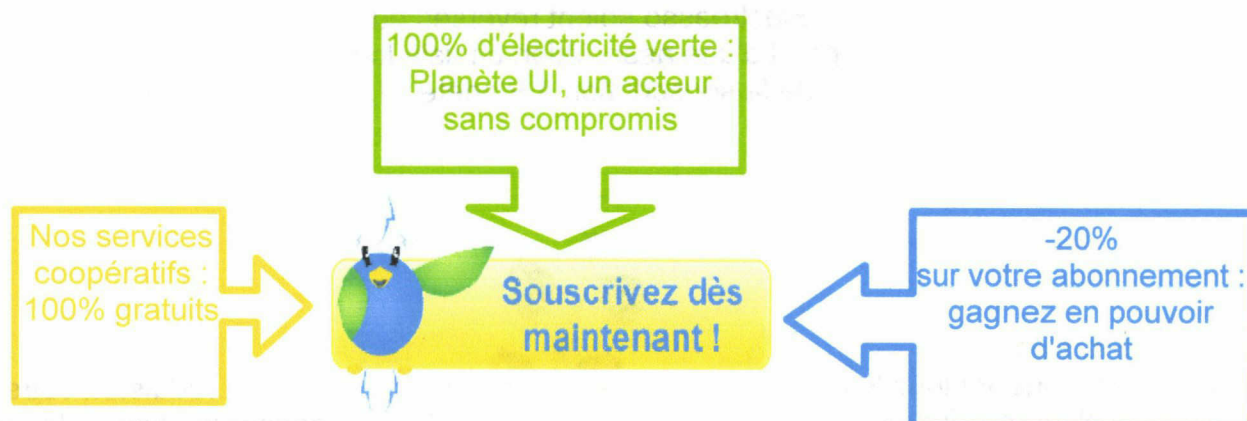 100% d'électricité verte :
Planète UI, un acteur
sans compromis
Nos services
coopératifs :
100% gratuits
Souscrivez dès
maintenant !
-20%
sur votre abonnement :
gagnez en pouvoir
d'achat